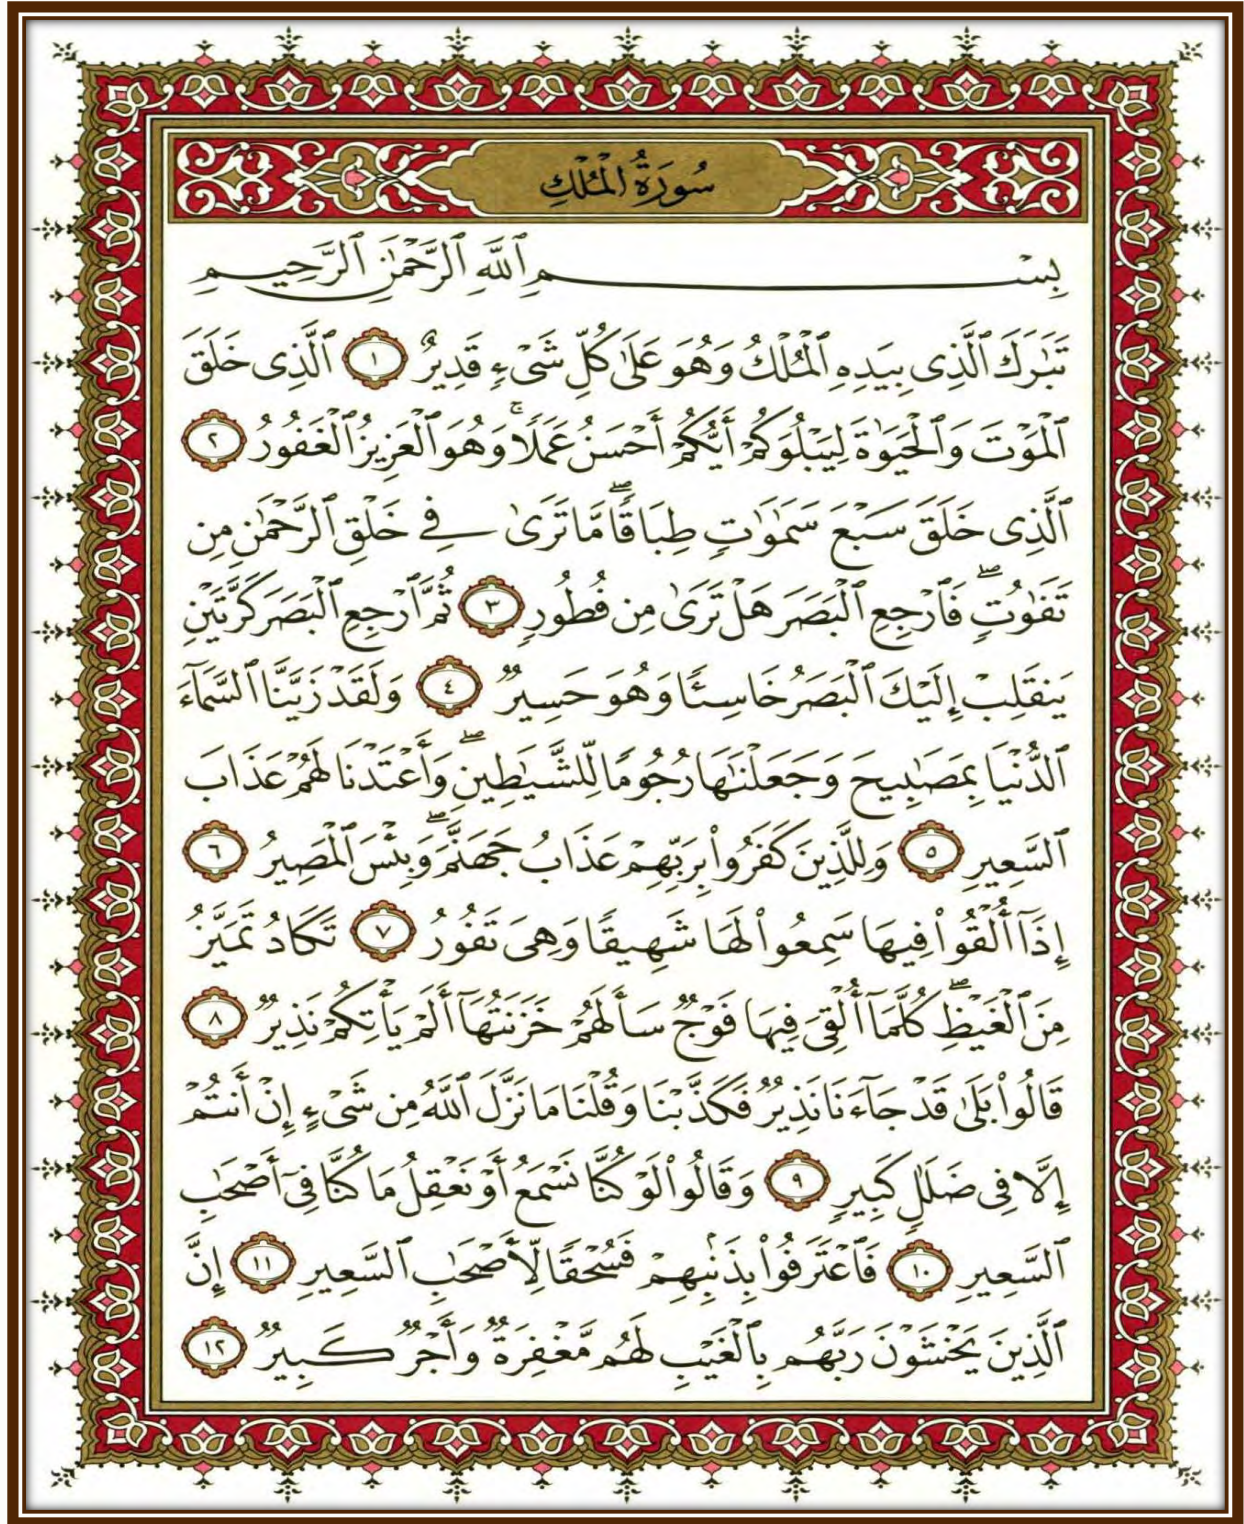 سُورَةُ الْمُلْكِ
بِسْمِ ٱللَّهِ ٱلرَّحْمَٰنِ ٱلرَّحِيمِ
تَبَٰرَكَ ٱلَّذِى بِيَدِهِ ٱلْمُلْكُ وَهُوَ عَلَىٰ كُلِّ شَىْءٍ قَدِيرٌ ١ ٱلَّذِى خَلَقَ
ٱلْمَوْتَ وَٱلْحَيَوٰةَ لِيَبْلُوَكُمْ أَيُّكُمْ أَحْسَنُ عَمَلًا ۚ وَهُوَ ٱلْعَزِيزُ ٱلْغَفُورُ ٢
ٱلَّذِى خَلَقَ سَبْعَ سَمَٰوَٰتٍ طِبَاقًا ۖ مَّا تَرَىٰ فِى خَلْقِ ٱلرَّحْمَٰنِ مِن
تَفَٰوُتٍ ۖ فَٱرْجِعِ ٱلْبَصَرَ هَلْ تَرَىٰ مِن فُطُورٍ ٣ ثُمَّ ٱرْجِعِ ٱلْبَصَرَ كَرَّتَيْنِ
يَنقَلِبْ إِلَيْكَ ٱلْبَصَرُ خَاسِئًا وَهُوَ حَسِيرٌ ٤ وَلَقَدْ زَيَّنَّا ٱلسَّمَآءَ
ٱلدُّنْيَا بِمَصَٰبِيحَ وَجَعَلْنَٰهَا رُجُومًا لِّلشَّيَٰطِينِ ۖ وَأَعْتَدْنَا لَهُمْ عَذَابَ
ٱلسَّعِيرِ ٥ وَلِلَّذِينَ كَفَرُوا۟ بِرَبِّهِمْ عَذَابُ جَهَنَّمَ ۖ وَبِئْسَ ٱلْمَصِيرُ ٦
إِذَآ أُلْقُوا۟ فِيهَا سَمِعُوا۟ لَهَا شَهِيقًا وَهِىَ تَفُورُ ٧ تَكَادُ تَمَيَّزُ
مِنَ ٱلْغَيْظِ ۖ كُلَّمَآ أُلْقِىَ فِيهَا فَوْجٌ سَأَلَهُمْ خَزَنَتُهَآ أَلَمْ يَأْتِكُمْ نَذِيرٌ ٨
قَالُوا۟ بَلَىٰ قَدْ جَآءَنَا نَذِيرٌ فَكَذَّبْنَا وَقُلْنَا مَا نَزَّلَ ٱللَّهُ مِن شَىْءٍ إِنْ أَنتُمْ
إِلَّا فِى ضَلَٰلٍ كَبِيرٍ ٩ وَقَالُوا۟ لَوْ كُنَّا نَسْمَعُ أَوْ نَعْقِلُ مَا كُنَّا فِىٓ أَصْحَٰبِ
ٱلسَّعِيرِ ١٠ فَٱعْتَرَفُوا۟ بِذَنۢبِهِمْ فَسُحْقًا لِّأَصْحَٰبِ ٱلسَّعِيرِ ١١ إِنَّ
ٱلَّذِينَ يَخْشَوْنَ رَبَّهُم بِٱلْغَيْبِ لَهُم مَّغْفِرَةٌ وَأَجْرٌ كَبِيرٌ ١٢